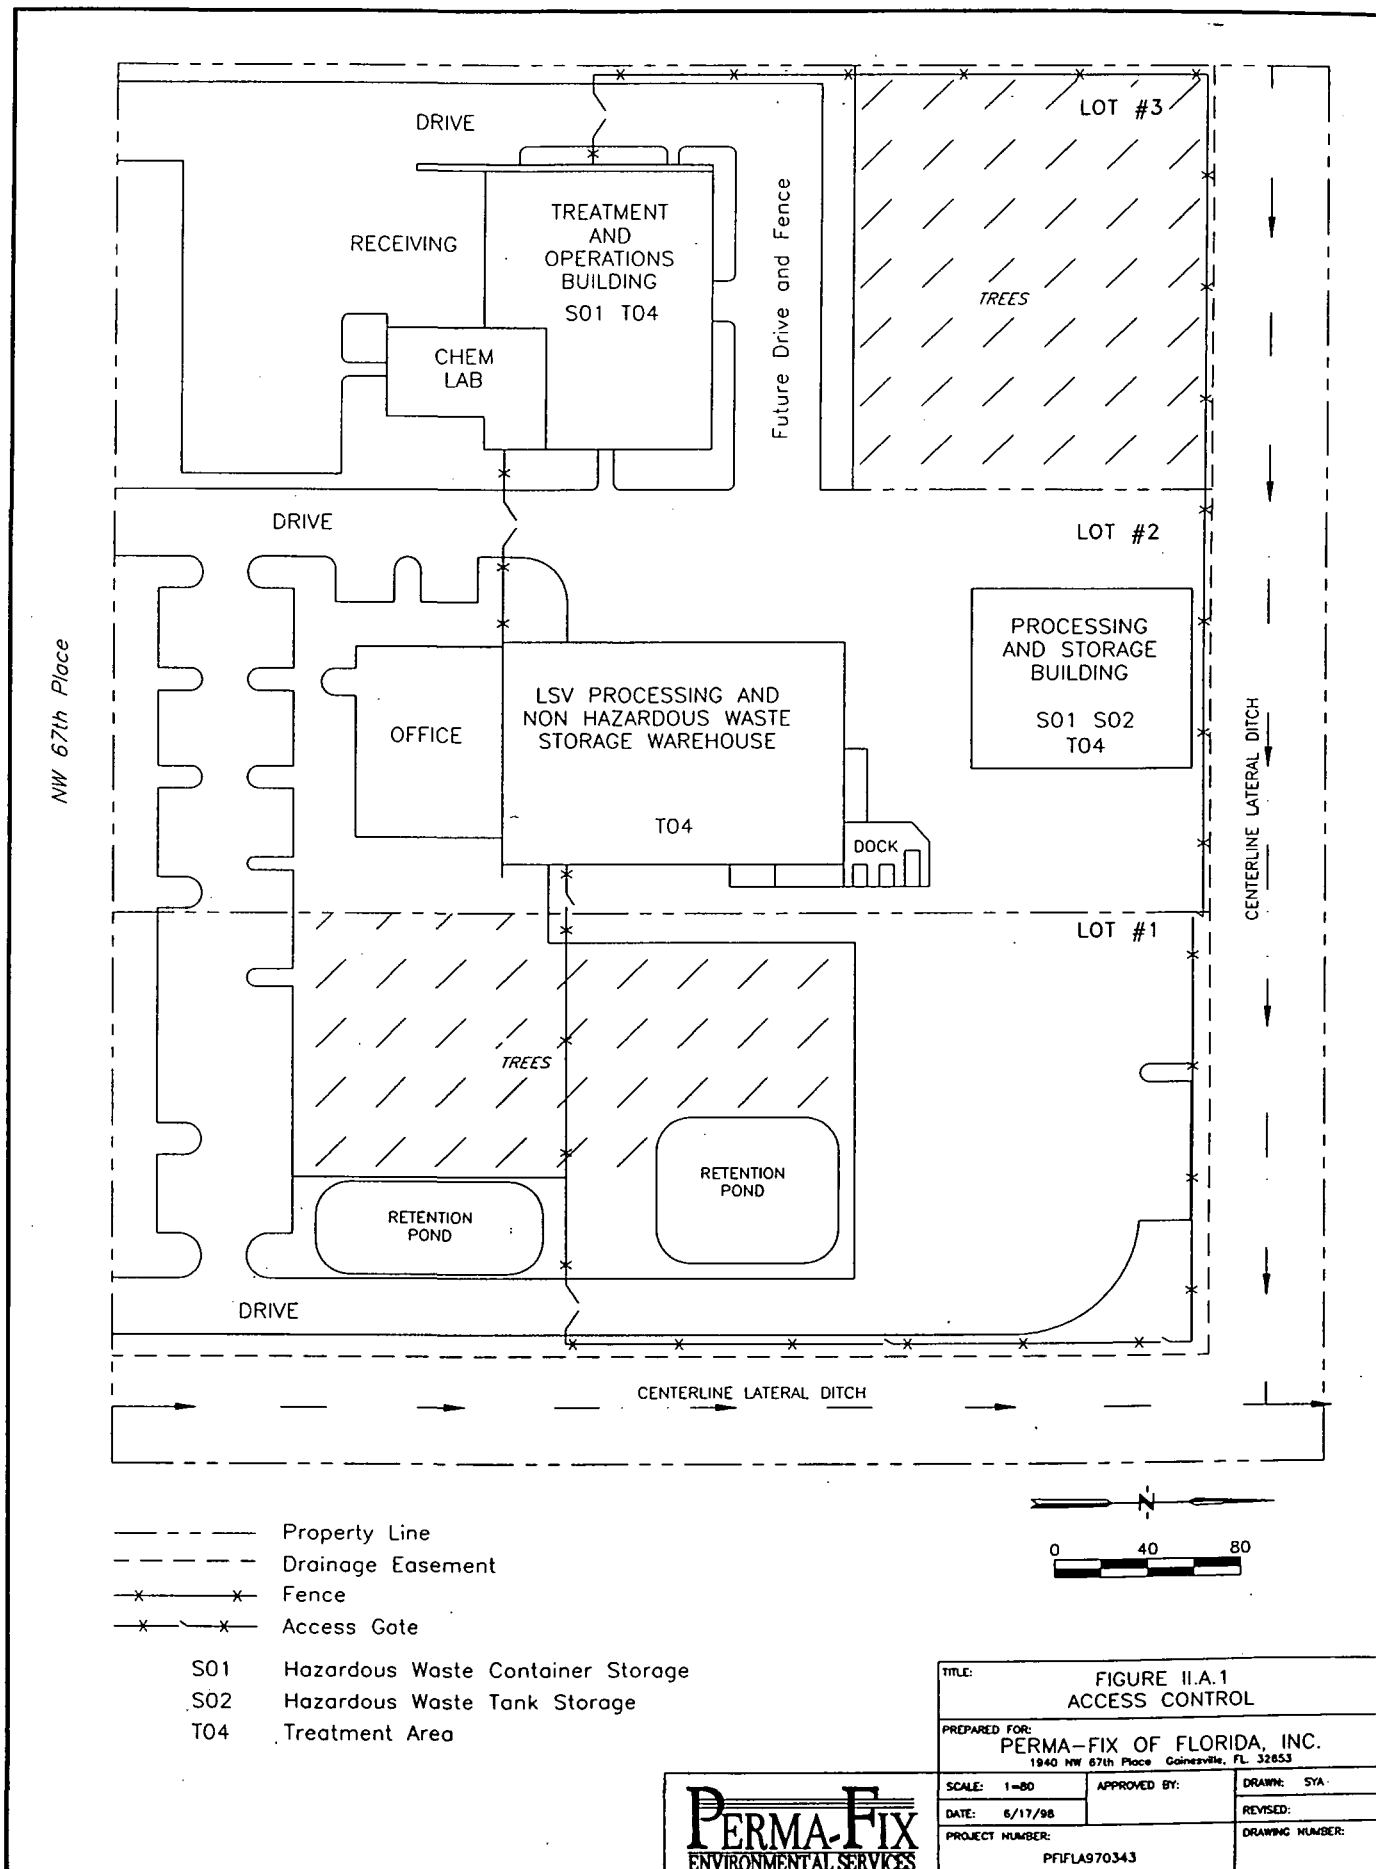 LOT #3
DRIVE
TREATMENT
AND
OPERATIONS
BUILDING
S01 T04
RECEIVING
Future Drive and Fence
TREES
CHEM
LAB
DRIVE
LOT #2
NW 67th Place
PROCESSING
AND STORAGE
BUILDING
S01 S02
T04
LSV PROCESSING AND
NON HAZARDOUS WASTE
STORAGE WAREHOUSE
T04
OFFICE
DOCK
CENTERLINE LATERAL DITCH
LOT #1
TREES
RETENTION
POND
RETENTION
POND
DRIVE
CENTERLINE LATERAL DITCH
N
0 40 80
Property Line
Drainage Easement
Fence
Access Gate
S01 Hazardous Waste Container Storage
S02 Hazardous Waste Tank Storage
T04 Treatment Area
TITLE:
FIGURE II.A.1
ACCESS CONTROL
PREPARED FOR:
PERMA-FIX OF FLORIDA, INC.
1940 NW 67th Place Gainesville, FL. 32653
SCALE: 1=80
APPROVED BY:
DRAWN: SYA
DATE: 6/17/98
REVISED:
PROJECT NUMBER:
PFIFLA970343
DRAWING NUMBER:
PERMA-FIX
ENVIRONMENTAL SERVICES